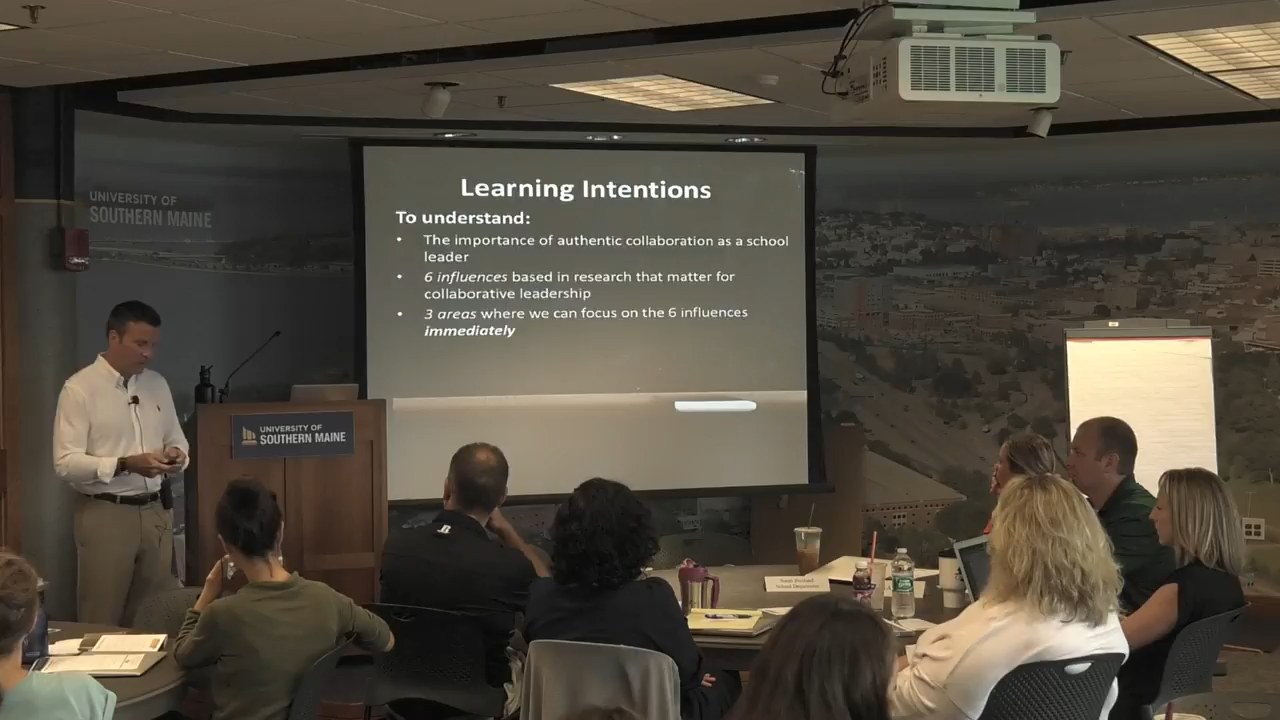 UNIVERSITY OF
SOUTHERN MAINE
Learning Intentions
To understand:
• The importance of authentic collaboration as a school
leader
• 6 influences based in research that matter for
collaborative leadership
• 3 areas where we can focus on the 6 influences
immediately
UNIVERSITY OF
SOUTHERN MAINE
School Department